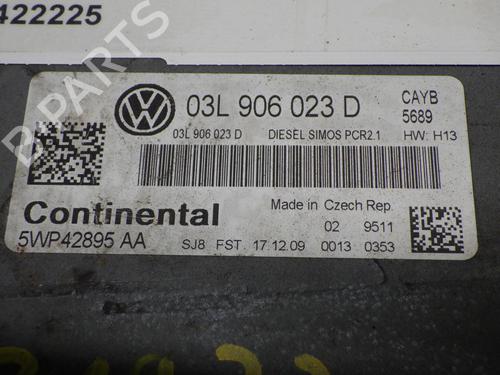 422225
VW
03L 906 023 D
CAYB
5689
03L 906 023 D DIESEL SIMOS PCR2.1 HW: H13
Continental
Made in Czech Rep.
02 9511
5WP42895 AA
SJ8 FST 17.12.09 0013 0353
B PARTS